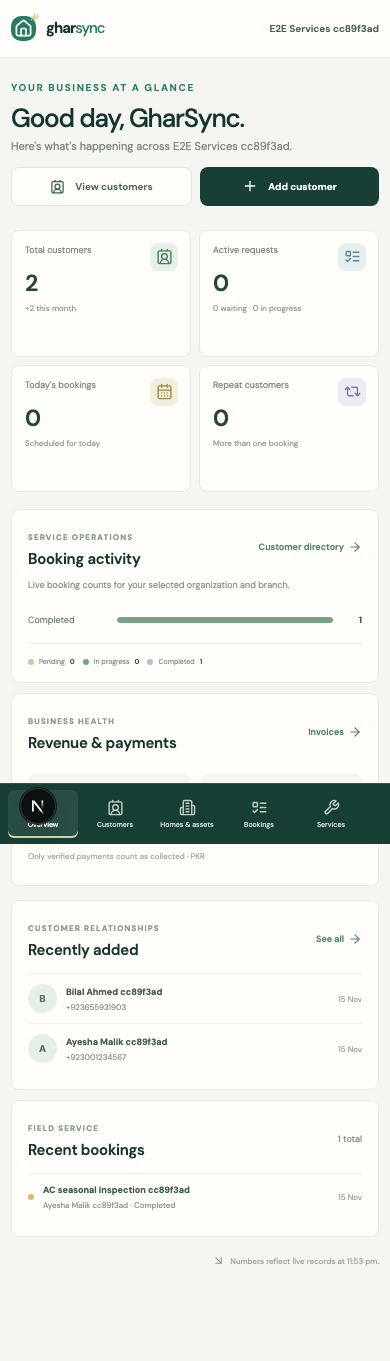 gharsync
E2E Services cc89f3ad
YOUR BUSINESS AT A GLANCE
Good day, GharSync.
Here's what's happening across E2E Services cc89f3ad.
View customers
Add customer
Total customers
2
+2 this month
Active requests
0
0 waiting · 0 in progress
Today's bookings
0
Scheduled for today
Repeat customers
0
More than one booking
SERVICE OPERATIONS
Booking activity
Customer directory
Live booking counts for your selected organization and branch.
Completed 1
Pending 0 In progress 0 Completed 1
BUSINESS HEALTH
Revenue & payments
Invoices
N
Overview
Customers
Homes & assets
Bookings
Services
Only verified payments count as collected · PKR
CUSTOMER RELATIONSHIPS
Recently added
See all
B
Bilal Ahmed cc89f3ad
+923655931903
15 Nov
A
Ayesha Malik cc89f3ad
+923001234567
15 Nov
FIELD SERVICE
Recent bookings
1 total
AC seasonal inspection cc89f3ad
Ayesha Malik cc89f3ad · Completed
15 Nov
Numbers reflect live records at 11:53 pm.